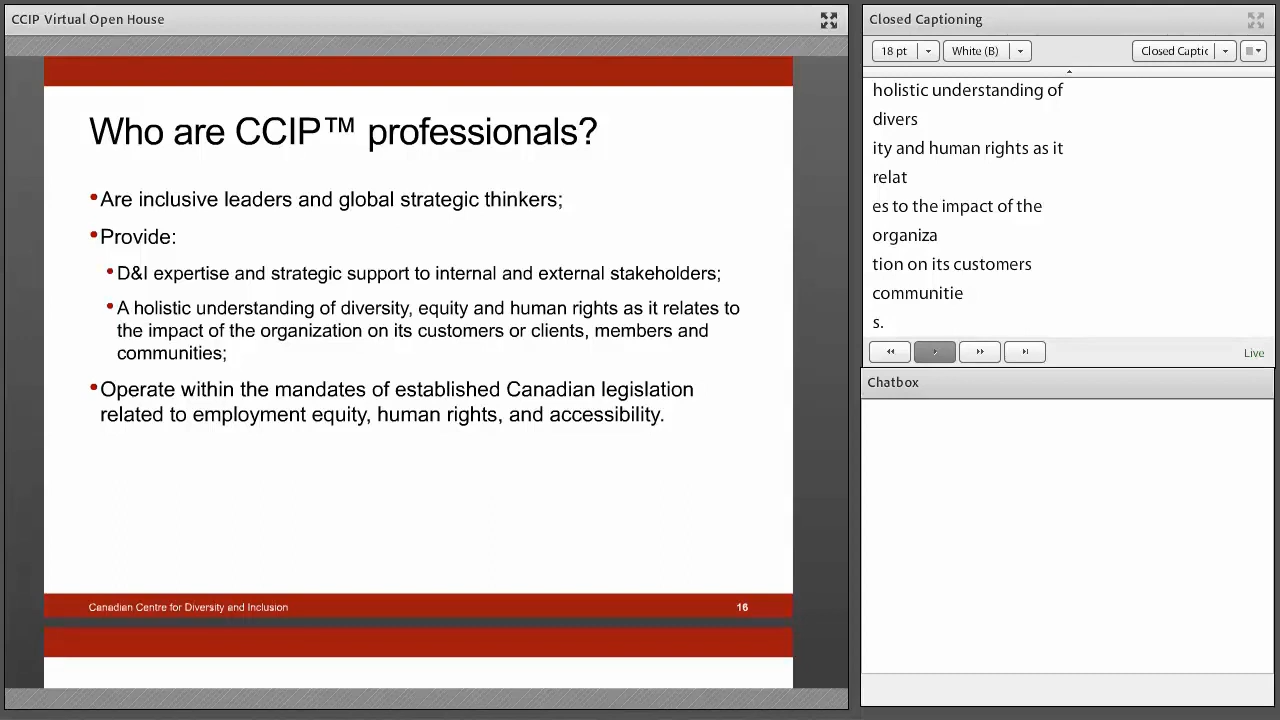 CCIP Virtual Open House
Who are CCIP™ professionals?
•Are inclusive leaders and global strategic thinkers;
•Provide:
•D&I expertise and strategic support to internal and external stakeholders;
•A holistic understanding of diversity, equity and human rights as it relates to
the impact of the organization on its customers or clients, members and
communities;
•Operate within the mandates of established Canadian legislation
related to employment equity, human rights, and accessibility.
Canadian Centre for Diversity and Inclusion 16
Closed Captioning
18 pt White (B) Closed Captic
holistic understanding of
divers
ity and human rights as it
relat
es to the impact of the
organiza
tion on its customers
communitie
s.
Live
Chatbox